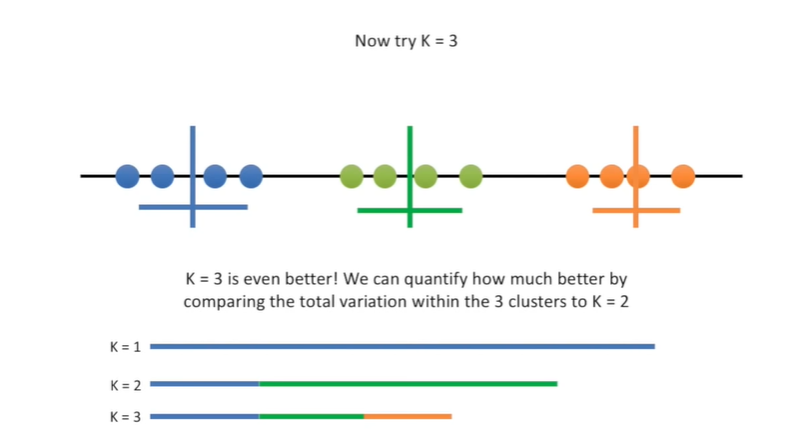 Now try K = 3
K = 3 is even better! We can quantify how much better by
comparing the total variation within the 3 clusters to K = 2
K = 1
K = 2
K = 3